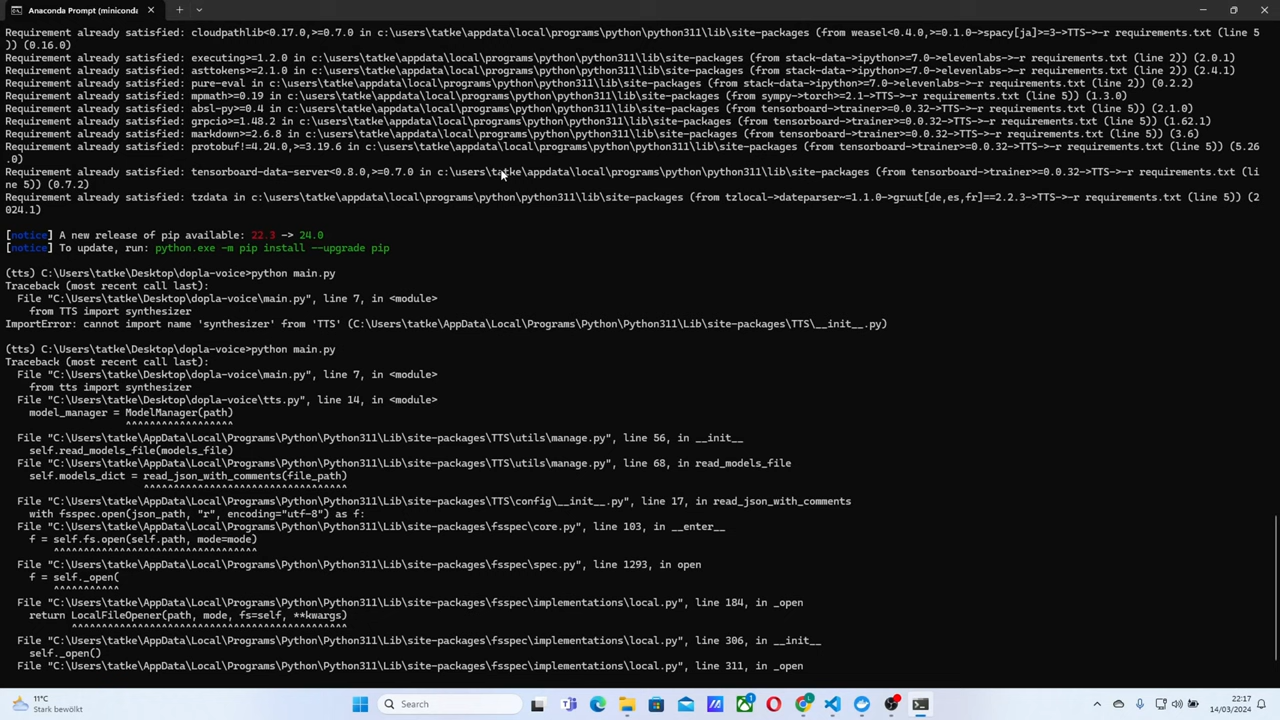 Anaconda Prompt (miniconda
Requirement already satisfied: cloudpathlib<0.17.0,>=0.7.0 in c:\users\tatke\appdata\local\programs\python\python311\lib\site-packages (from weasel<0.4.0,>=0.1.0->spacy[ja]>=3->TTS->-r requirements.txt (line 5
)) (0.16.0)
Requirement already satisfied: executing>=1.2.0 in c:\users\tatke\appdata\local\programs\python\python311\lib\site-packages (from stack-data->ipython>=7.0->elevenlabs->-r requirements.txt (line 2)) (2.0.1)
Requirement already satisfied: asttokens>=2.1.0 in c:\users\tatke\appdata\local\programs\python\python311\lib\site-packages (from stack-data->ipython>=7.0->elevenlabs->-r requirements.txt (line 2)) (2.4.1)
Requirement already satisfied: pure-eval in c:\users\tatke\appdata\local\programs\python\python311\lib\site-packages (from stack-data->ipython>=7.0->elevenlabs->-r requirements.txt (line 2)) (0.2.2)
Requirement already satisfied: mpmath>=0.19 in c:\users\tatke\appdata\local\programs\python\python311\lib\site-packages (from sympy->torch>=2.1->TTS->-r requirements.txt (line 5)) (1.3.0)
Requirement already satisfied: absl-py>=0.4 in c:\users\tatke\appdata\local\programs\python\python311\lib\site-packages (from tensorboard->trainer>=0.0.32->TTS->-r requirements.txt (line 5)) (2.1.0)
Requirement already satisfied: grpcio>=1.48.2 in c:\users\tatke\appdata\local\programs\python\python311\lib\site-packages (from tensorboard->trainer>=0.0.32->TTS->-r requirements.txt (line 5)) (1.62.1)
Requirement already satisfied: markdown>=2.6.8 in c:\users\tatke\appdata\local\programs\python\python311\lib\site-packages (from tensorboard->trainer>=0.0.32->TTS->-r requirements.txt (line 5)) (3.6)
Requirement already satisfied: protobuf!=4.24.0,>=3.19.6 in c:\users\tatke\appdata\local\programs\python\python311\lib\site-packages (from tensorboard->trainer>=0.0.32->TTS->-r requirements.txt (line 5)) (5.26
.0)
Requirement already satisfied: tensorboard-data-server<0.8.0,>=0.7.0 in c:\users\tatke\appdata\local\programs\python\python311\lib\site-packages (from tensorboard->trainer>=0.0.32->TTS->-r requirements.txt (li
ne 5)) (0.7.2)
Requirement already satisfied: tzdata in c:\users\tatke\appdata\local\programs\python\python311\lib\site-packages (from tzlocal->dateparser~=1.1.0->gruut[de,es,fr]==2.2.3->TTS->-r requirements.txt (line 5)) (2
024.1)
[notice] A new release of pip available: 22.3 -> 24.0
[notice] To update, run: python.exe -m pip install --upgrade pip
(tts) C:\Users\tatke\Desktop\dopla-voice>python main.py
Traceback (most recent call last):
File "C:\Users\tatke\Desktop\dopla-voice\main.py", line 7, in <module>
from TTS import synthesizer
ImportError: cannot import name 'synthesizer' from 'TTS' (C:\Users\tatke\AppData\Local\Programs\Python\Python311\Lib\site-packages\TTS\__init__.py)
(tts) C:\Users\tatke\Desktop\dopla-voice>python main.py
Traceback (most recent call last):
File "C:\Users\tatke\Desktop\dopla-voice\main.py", line 7, in <module>
from tts import synthesizer
File "C:\Users\tatke\Desktop\dopla-voice\tts.py", line 14, in <module>
model_manager = ModelManager(path)
^^^^^^^^^^^^^^^^^^
File "C:\Users\tatke\AppData\Local\Programs\Python\Python311\Lib\site-packages\TTS\utils\manage.py", line 56, in __init__
self.read_models_file(models_file)
File "C:\Users\tatke\AppData\Local\Programs\Python\Python311\Lib\site-packages\TTS\utils\manage.py", line 68, in read_models_file
self.models_dict = read_json_with_comments(file_path)
^^^^^^^^^^^^^^^^^^^^^^^^^^^^^^^^^^
File "C:\Users\tatke\AppData\Local\Programs\Python\Python311\Lib\site-packages\TTS\config\__init__.py", line 17, in read_json_with_comments
with fsspec.open(json_path, "r", encoding="utf-8") as f:
File "C:\Users\tatke\AppData\Local\Programs\Python\Python311\Lib\site-packages\fsspec\core.py", line 103, in __enter__
f = self.fs.open(self.path, mode=mode)
^^^^^^^^^^^^^^^^^^^^^^^^^^^^^^^^^^
File "C:\Users\tatke\AppData\Local\Programs\Python\Python311\Lib\site-packages\fsspec\spec.py", line 1293, in open
f = self._open(
^^^^^^^^^^^
File "C:\Users\tatke\AppData\Local\Programs\Python\Python311\Lib\site-packages\fsspec\implementations\local.py", line 184, in _open
return LocalFileOpener(path, mode, fs=self, **kwargs)
^^^^^^^^^^^^^^^^^^^^^^^^^^^^^^^^^^^^^^^^^^^^^^
File "C:\Users\tatke\AppData\Local\Programs\Python\Python311\Lib\site-packages\fsspec\implementations\local.py", line 306, in __init__
self._open()
File "C:\Users\tatke\AppData\Local\Programs\Python\Python311\Lib\site-packages\fsspec\implementations\local.py", line 311, in _open
11°C
Stark bewölkt
Search
22:17
14/03/2024